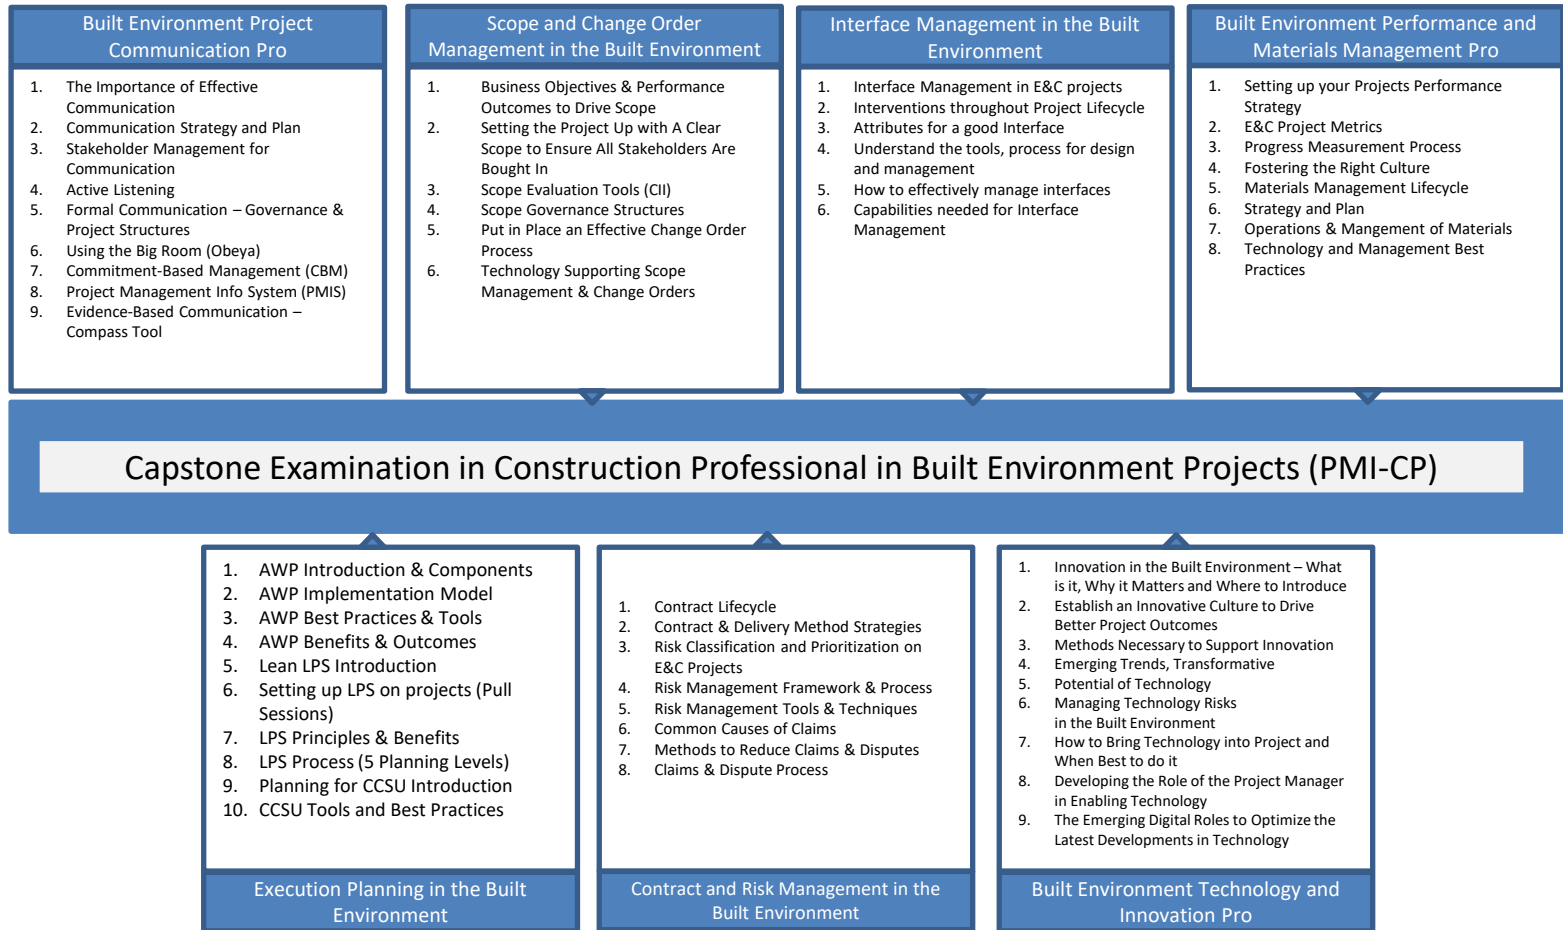 Built Environment Project
Communication Pro
1. The Importance of Effective
Communication
2. Communication Strategy and Plan
3. Stakeholder Management for
Communication
4. Active Listening
5. Formal Communication – Governance &
Project Structures
6. Using the Big Room (Obeya)
7. Commitment-Based Management (CBM)
8. Project Management Info System (PMIS)
9. Evidence-Based Communication –
Compass Tool
Scope and Change Order
Management in the Built Environment
1. Business Objectives & Performance
Outcomes to Drive Scope
2. Setting the Project Up with A Clear
Scope to Ensure All Stakeholders Are
Bought In
3. Scope Evaluation Tools (CII)
4. Scope Governance Structures
5. Put in Place an Effective Change Order
Process
6. Technology Supporting Scope
Management & Change Orders
Interface Management in the Built
Environment
1. Interface Management in E&C projects
2. Interventions throughout Project Lifecycle
3. Attributes for a good Interface
4. Understand the tools, process for design
and management
5. How to effectively manage interfaces
6. Capabilities needed for Interface
Management
Built Environment Performance and
Materials Management Pro
1. Setting up your Projects Performance
Strategy
2. E&C Project Metrics
3. Progress Measurement Process
4. Fostering the Right Culture
5. Materials Management Lifecycle
6. Strategy and Plan
7. Operations & Mangement of Materials
8. Technology and Management Best
Practices
Capstone Examination in Construction Professional in Built Environment Projects (PMI-CP)
1. AWP Introduction & Components
2. AWP Implementation Model
3. AWP Best Practices & Tools
4. AWP Benefits & Outcomes
5. Lean LPS Introduction
6. Setting up LPS on projects (Pull
Sessions)
7. LPS Principles & Benefits
8. LPS Process (5 Planning Levels)
9. Planning for CCSU Introduction
10. CCSU Tools and Best Practices
Execution Planning in the Built
Environment
1. Contract Lifecycle
2. Contract & Delivery Method Strategies
3. Risk Classification and Prioritization on
E&C Projects
4. Risk Management Framework & Process
5. Risk Management Tools & Techniques
6. Common Causes of Claims
7. Methods to Reduce Claims & Disputes
8. Claims & Dispute Process
Contract and Risk Management in the
Built Environment
1. Innovation in the Built Environment – What
is it, Why it Matters and Where to Introduce
2. Establish an Innovative Culture to Drive
Better Project Outcomes
3. Methods Necessary to Support Innovation
4. Emerging Trends, Transformative
5. Potential of Technology
6. Managing Technology Risks
in the Built Environment
7. How to Bring Technology into Project and
When Best to do it
8. Developing the Role of the Project Manager
in Enabling Technology
9. The Emerging Digital Roles to Optimize the
Latest Developments in Technology
Built Environment Technology and
Innovation Pro